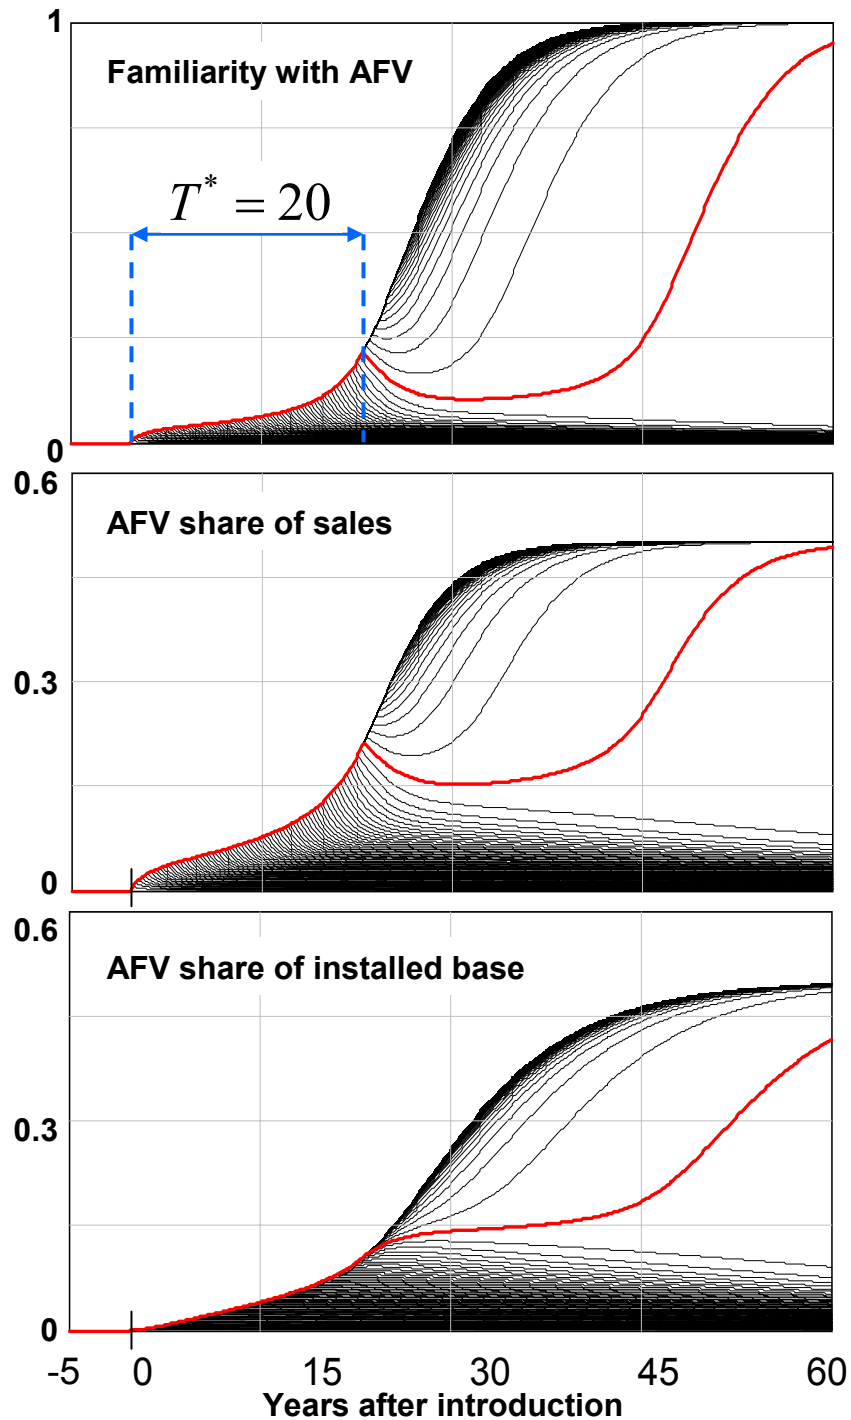 1
Familiarity with AFV
T* = 20
0
0.6
AFV share of sales
0.3
0
0.6
AFV share of installed base
0.3
0
-5 0 15 30 45 60
Years after introduction